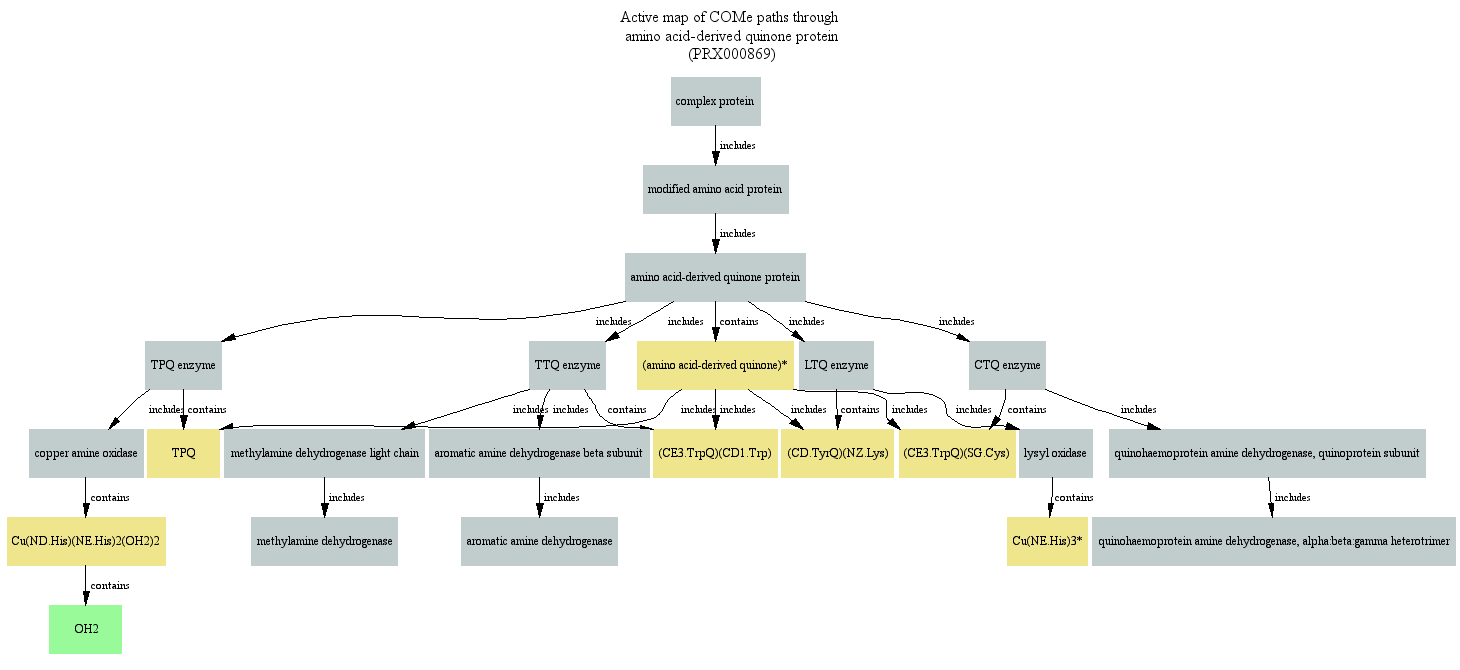 Active map of COMe paths through
amino acid-derived quinone protein
(PRX000869)
complex protein
includes
modified amino acid protein
includes
amino acid-derived quinone protein
includes includes contains includes includes
TPQ enzyme TTQ enzyme (amino acid-derived quinone)* LTQ enzyme CTQ enzyme
includes contains includes includes contains includes includes includes contains includes includes contains includes
copper amine oxidase TPQ methylamine dehydrogenase light chain aromatic amine dehydrogenase beta subunit (CE3.TrpQ)(CD1.Trp) (CD.TyrQ)(NZ.Lys) (CE3.TrpQ)(SG.Cys) lysyl oxidase quinohaemoprotein amine dehydrogenase, quinoprotein subunit
contains includes includes contains includes
Cu(ND.His)(NE.His)2(OH2)2 methylamine dehydrogenase aromatic amine dehydrogenase Cu(NE.His)3* quinohaemoprotein amine dehydrogenase, alpha:beta:gamma heterotrimer
contains
OH2